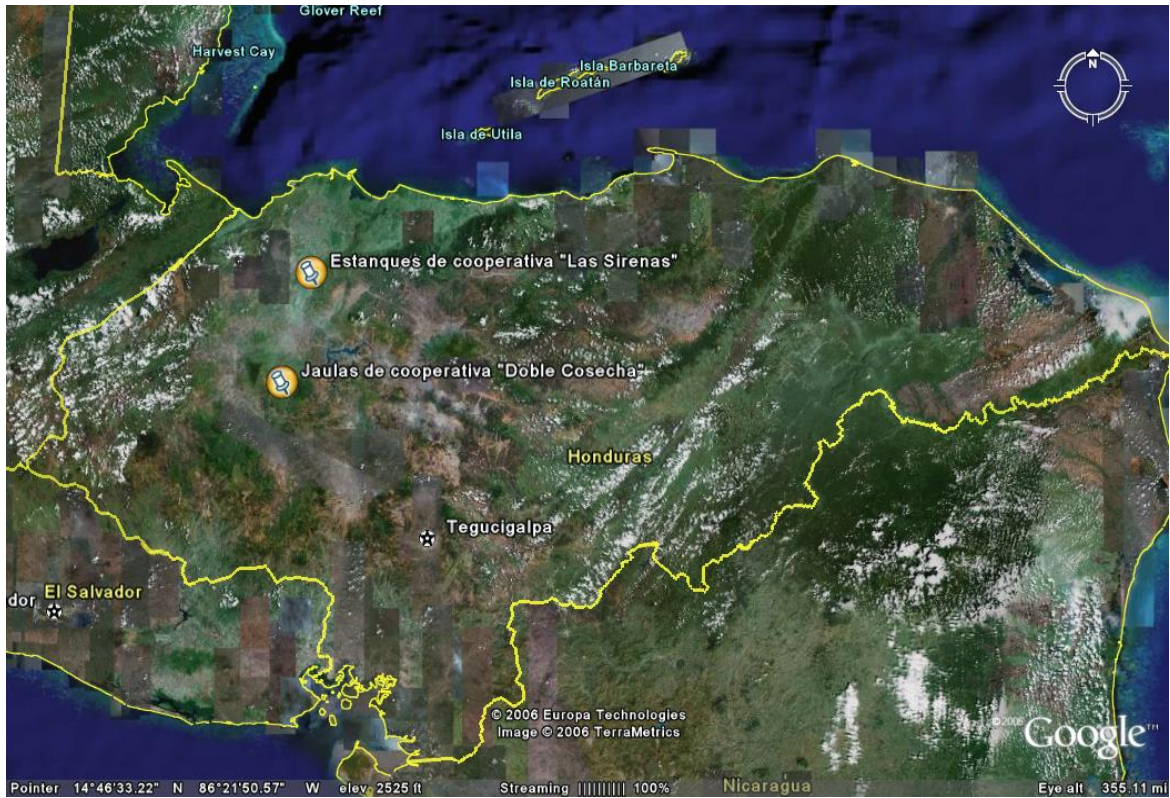 Glover Reef
Harvest Cay
Isla Barbareta
Isla de Roatán
Isla de Utila
N
Estanques de cooperativa "Las Sirenas"
Jaulas de cooperativa "Doble Cosecha"
Honduras
Tegucigalpa
El Salvador
dor
© 2006 Europa Technologies
Image © 2006 TerraMetrics
©2006 Google™
Nicaragua
Pointer 14°46'33.22" N 86°21'50.57" W elev 2525 ft Streaming |||||||||| 100% Eye alt 355.11 mi